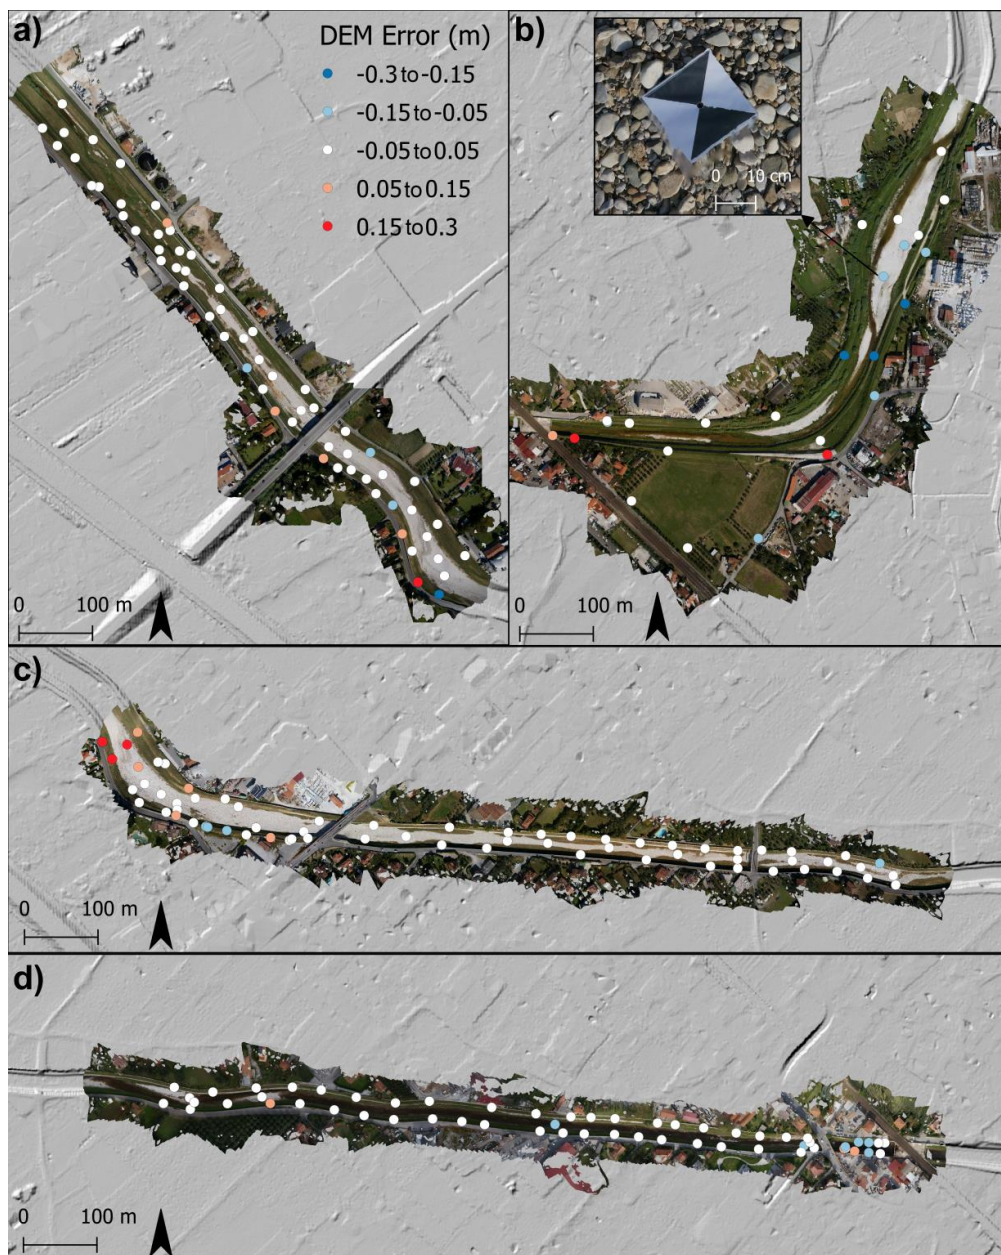 a)
DEM Error (m)
-0.3 to -0.15
-0.15 to -0.05
-0.05 to 0.05
0.05 to 0.15
0.15 to 0.3
0 100 m
b)
0 10 cm
0 100 m
c)
0 100 m
d)
0 100 m